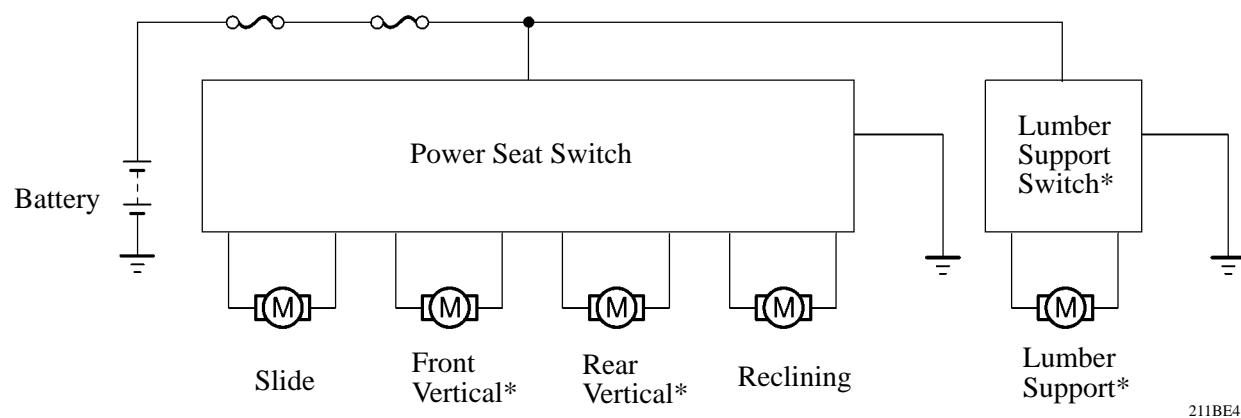 Battery
Power Seat Switch
Lumber
Support
Switch*
M
M
M
M
M
Slide
Front
Vertical*
Rear
Vertical*
Reclining
Lumber
Support*
211BE4